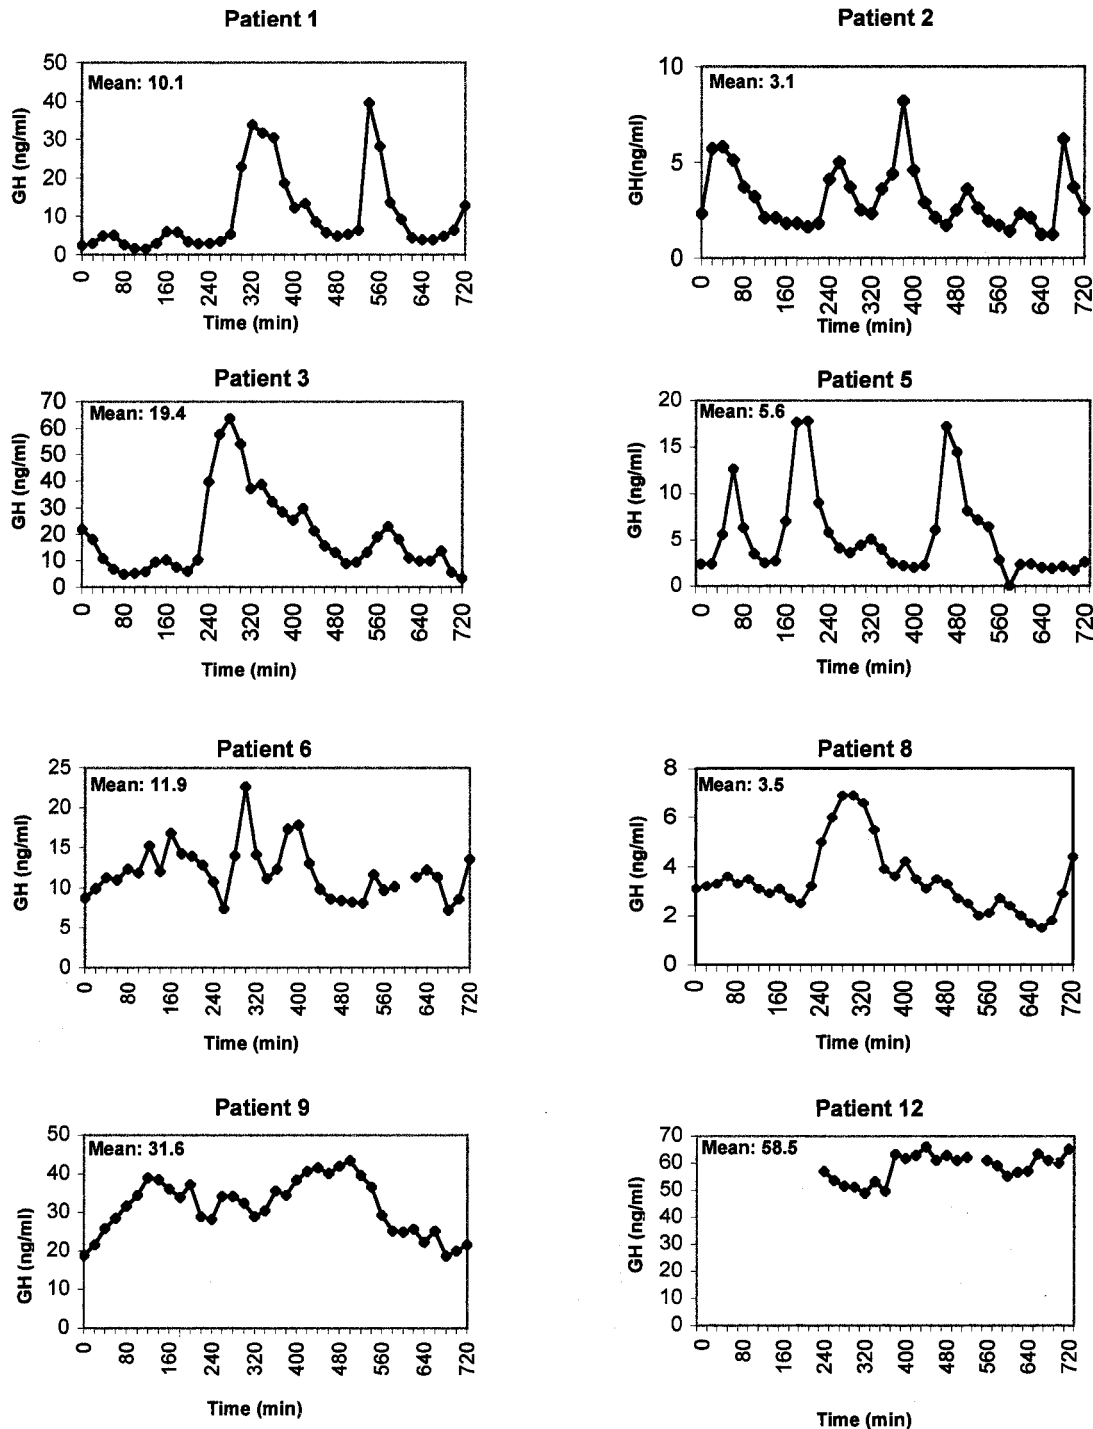 Patient 1
Mean: 10.1
GH (ng/ml)
50
40
30
20
10
0
0 80 160 240 320 400 480 560 640 720
Time (min)
Patient 2
Mean: 3.1
GH(ng/ml)
10
5
0
0 80 160 240 320 400 480 560 640 720
Time (min)
Patient 3
Mean: 19.4
GH (ng/ml)
70
60
50
40
30
20
10
0
0 80 160 240 320 400 480 560 640 720
Time (min)
Patient 5
Mean: 5.6
GH (ng/ml)
20
15
10
5
0
0 80 160 240 320 400 480 560 640 720
Time (min)
Patient 6
Mean: 11.9
GH (ng/ml)
25
20
15
10
5
0
0 80 160 240 320 400 480 560 640 720
Time (min)
Patient 8
Mean: 3.5
GH (ng/ml)
8
6
4
2
0
0 80 160 240 320 400 480 560 640 720
Time (min)
Patient 9
Mean: 31.6
GH (ng/ml)
50
40
30
20
10
0
0 80 160 240 320 400 480 560 640 720
Time (min)
Patient 12
Mean: 58.5
GH (ng/ml)
70
60
50
40
30
20
10
0
0 80 160 240 320 400 480 560 640 720
Time (min)